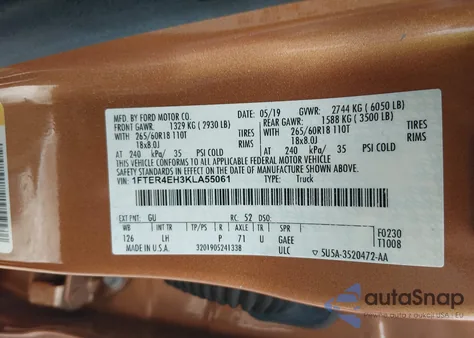 MFD. BY FORD MOTOR CO.
05/19 GVWR: 2744 KG ( 6050 LB)
FRONT GAWR: 1329 KG ( 2930 LB) REAR GAWR: 1588 KG ( 3500 LB)
WITH WITH
265/60R18 110T TIRES 265/60R18 110T TIRES
18x8.0J RIMS 18x8.0J RIMS
AT 240 kPa/ 35 PSI COLD AT 240 kPa/ 35 PSI COLD
THIS VEHICLE CONFORMS TO ALL APPLICABLE FEDERAL MOTOR VEHICLE
SAFETY STANDARDS IN EFFECT ON THE DATE OF MANUFACTURE SHOWN ABOVE.
VIN: 1FTER4EH3KLA55061
TYPE: Truck
EXT PNT: GU RC: 52 DSO:
WB INT TR TP/PS R AXLE TR SPR
126 LH P 71 U GAEE
MADE IN U.S.A. 3201905241338 ULC
F0230
T1008
5U5A-3520472-AA
autoSnap